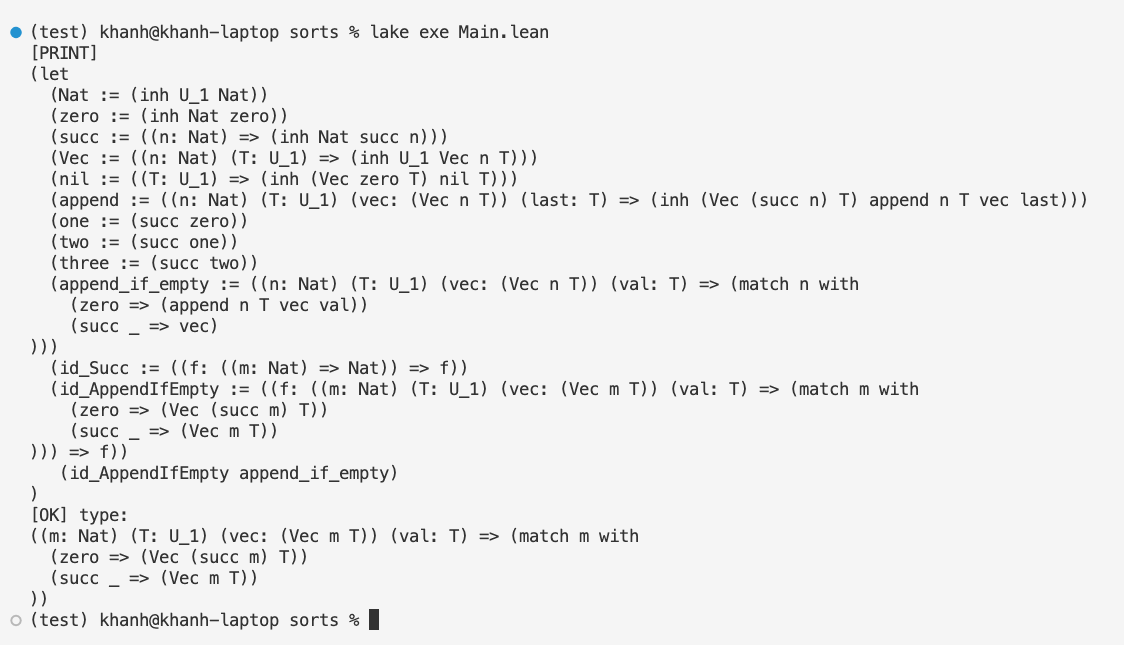 (test) khanh@khanh-laptop sorts % lake exe Main.lean
[PRINT]
(let
  (Nat := (inh U_1 Nat))
  (zero := (inh Nat zero))
  (succ := ((n: Nat) => (inh Nat succ n)))
  (Vec := ((n: Nat) (T: U_1) => (inh U_1 Vec n T)))
  (nil := ((T: U_1) => (inh (Vec zero T) nil T)))
  (append := ((n: Nat) (T: U_1) (vec: (Vec n T)) (last: T) => (inh (Vec (succ n) T) append n T vec last)))
  (one := (succ zero))
  (two := (succ one))
  (three := (succ two))
  (append_if_empty := ((n: Nat) (T: U_1) (vec: (Vec n T)) (val: T) => (match n with
    (zero => (append n T vec val))
    (succ _ => vec)
)))
  (id_Succ := ((f: ((m: Nat) => Nat)) => f))
  (id_AppendIfEmpty := ((f: ((m: Nat) (T: U_1) (vec: (Vec m T)) (val: T) => (match m with
    (zero => (Vec (succ m) T))
    (succ _ => (Vec m T))
))) => f))
   (id_AppendIfEmpty append_if_empty)
)
[OK] type:
((m: Nat) (T: U_1) (vec: (Vec m T)) (val: T) => (match m with
  (zero => (Vec (succ m) T))
  (succ _ => (Vec m T))
))
(test) khanh@khanh-laptop sorts %